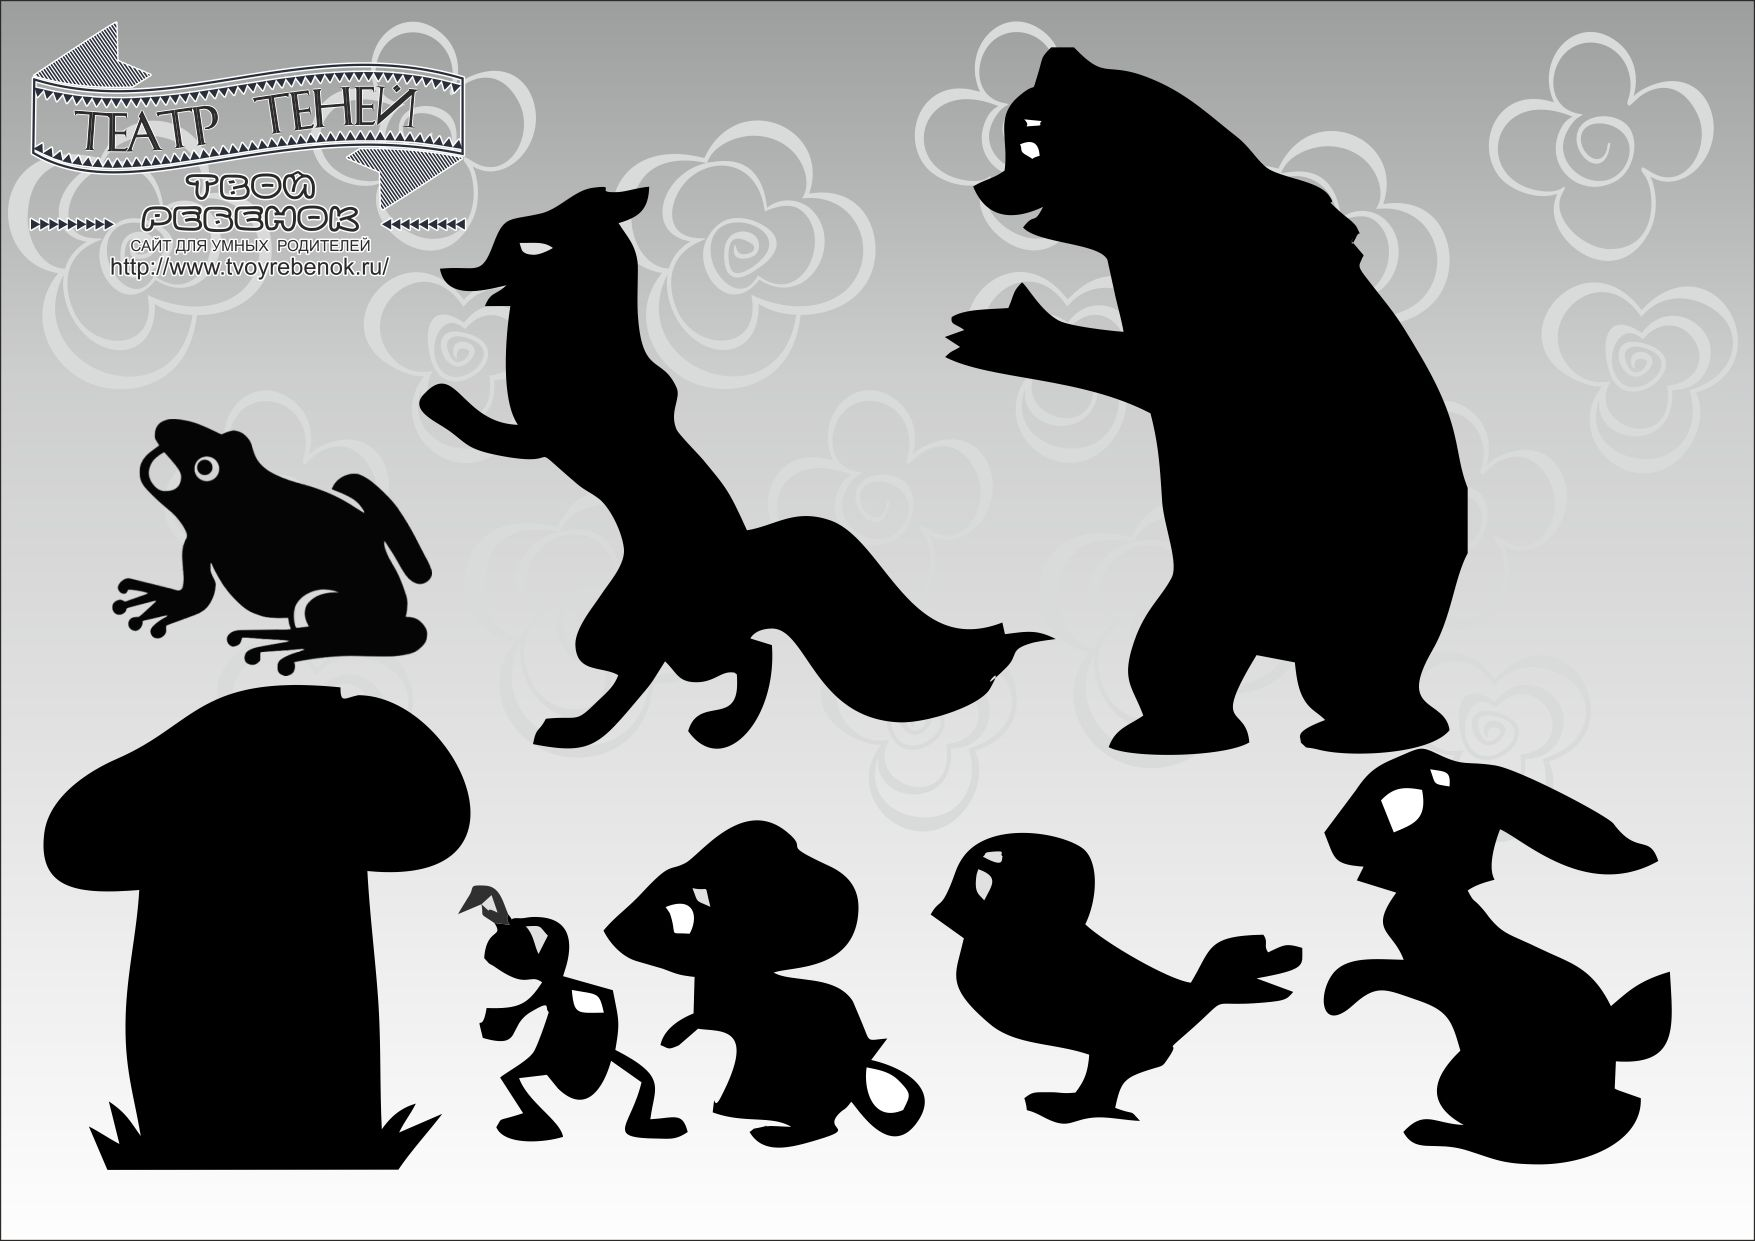 ТЕАТР ТЕНЕЙ
ТВОЙ
РЕБЕНОК
САЙТ ДЛЯ УМНЫХ РОДИТЕЛЕЙ
http://www.tvoyrebenok.ru/